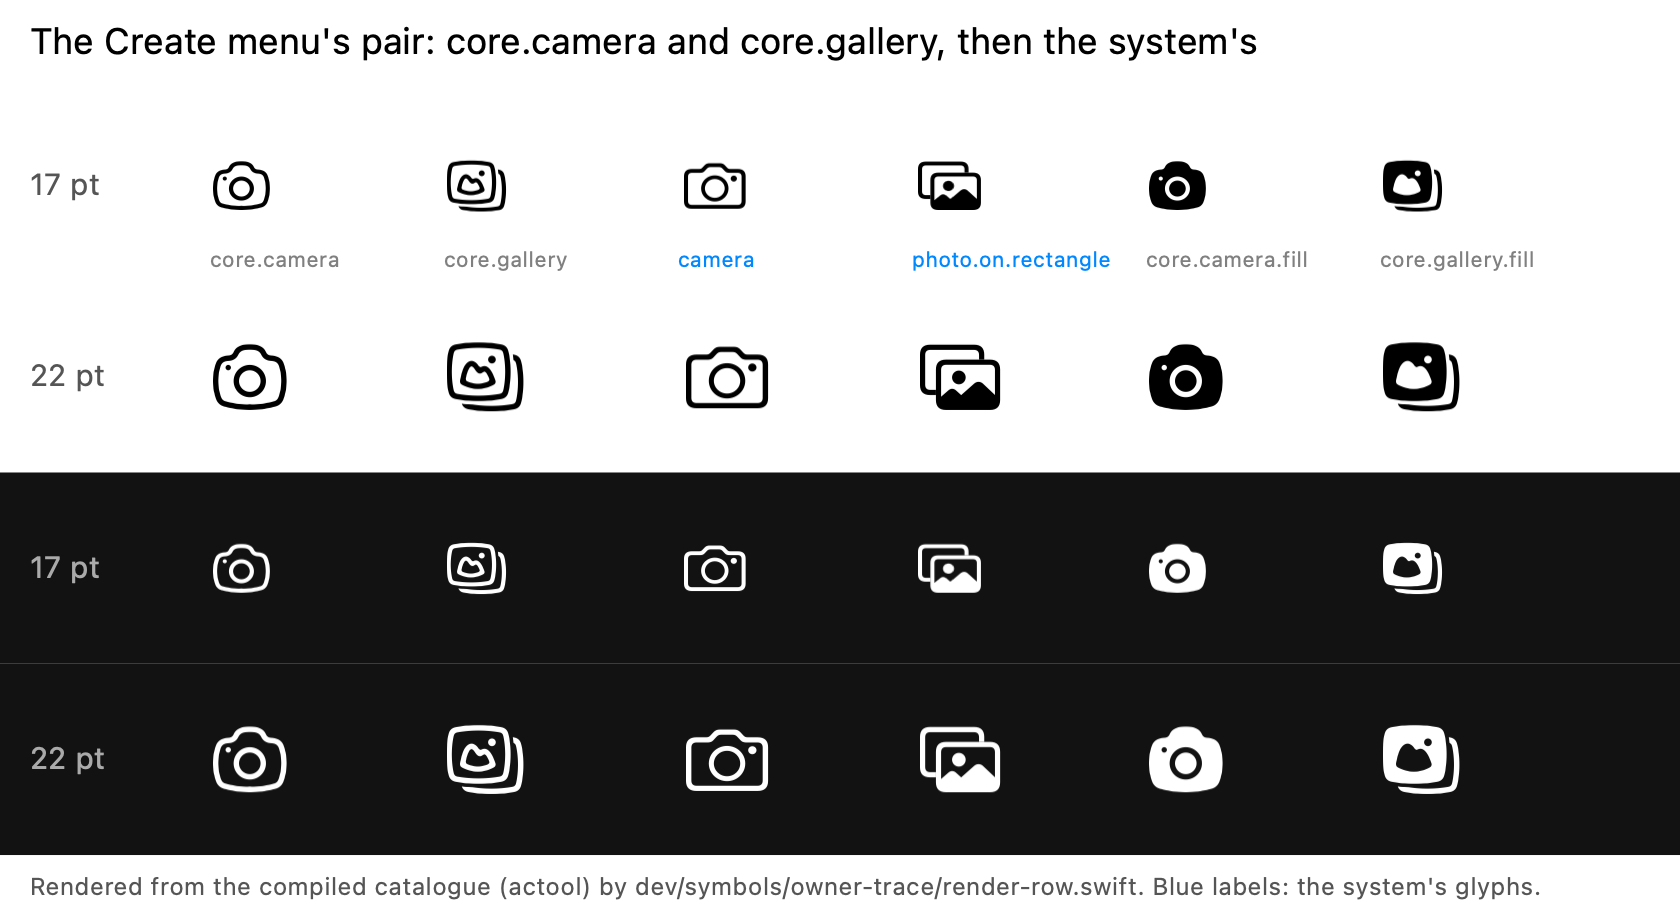 The Create menu's pair: core.camera and core.gallery, then the system's
17 pt
core.camera core.gallery camera photo.on.rectangle core.camera.fill core.gallery.fill
22 pt
17 pt
22 pt
Rendered from the compiled catalogue (actool) by dev/symbols/owner-trace/render-row.swift. Blue labels: the system's glyphs.